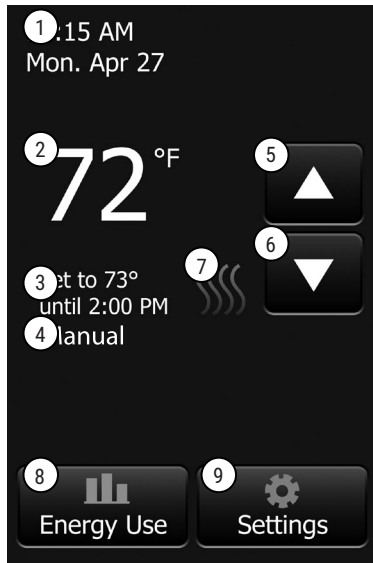 1 :15 AM
Mon. Apr 27
2 72 °F
5
6
3 et to 73°
until 2:00 PM
7
4 anual
8
Energy Use
9
Settings